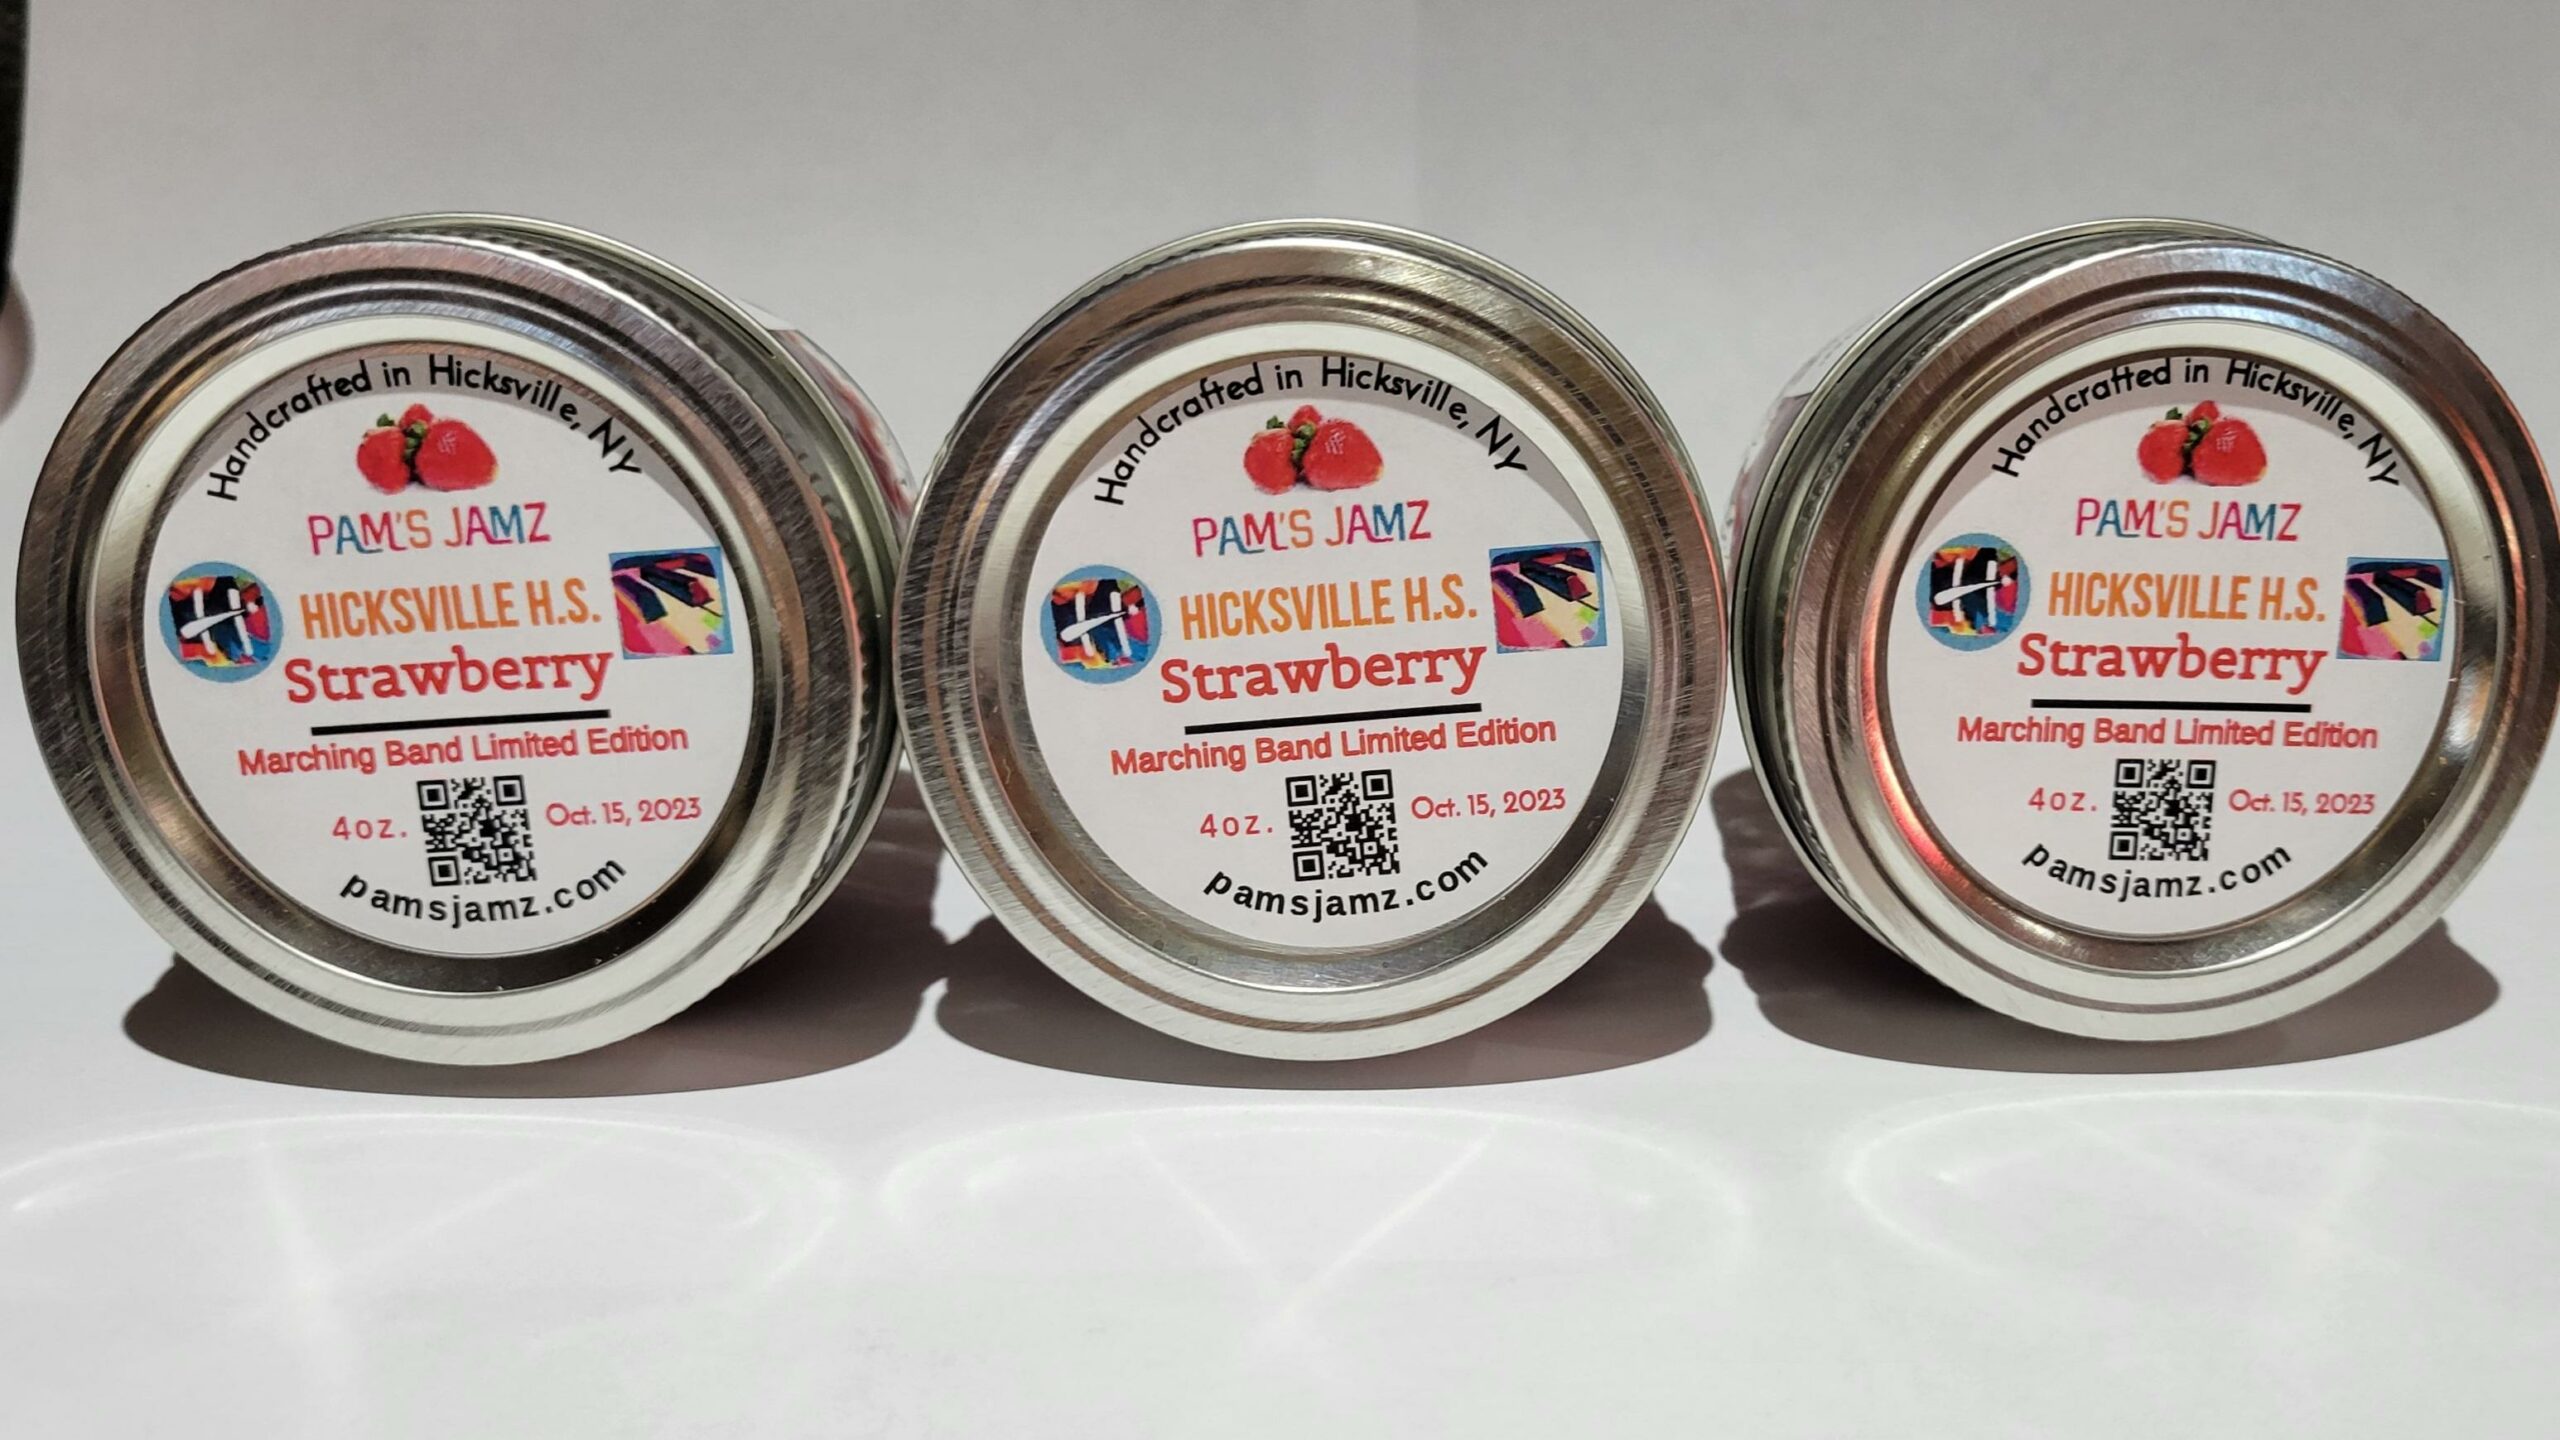 Handcrafted in Hicksville, NY
PAM'S JAMZ
HICKSVILLE H.S.
Strawberry
Marching Band Limited Edition
4oz.
Oct. 15, 2023
pamsjamz.com
Handcrafted in Hicksville, NY
PAM'S JAMZ
HICKSVILLE H.S.
Strawberry
Marching Band Limited Edition
4oz.
Oct. 15, 2023
pamsjamz.com
Handcrafted in Hicksville, NY
PAM'S JAMZ
HICKSVILLE H.S.
Strawberry
Marching Band Limited Edition
4oz.
Oct. 15, 2023
pamsjamz.com